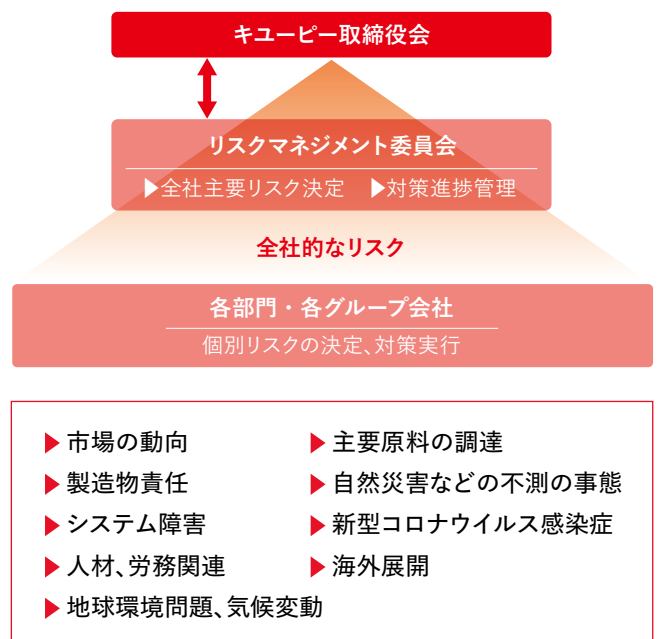 キユーピー取締役会
リスクマネジメント委員会
▶全社主要リスク決定 ▶対策進捗管理
全社的なリスク
各部門・各グループ会社
個別リスクの決定、対策実行
▶市場の動向 ▶主要原料の調達
▶製造物責任 ▶自然災害などの不測の事態
▶システム障害 ▶新型コロナウイルス感染症
▶人材、労務関連 ▶海外展開
▶地球環境問題、気候変動